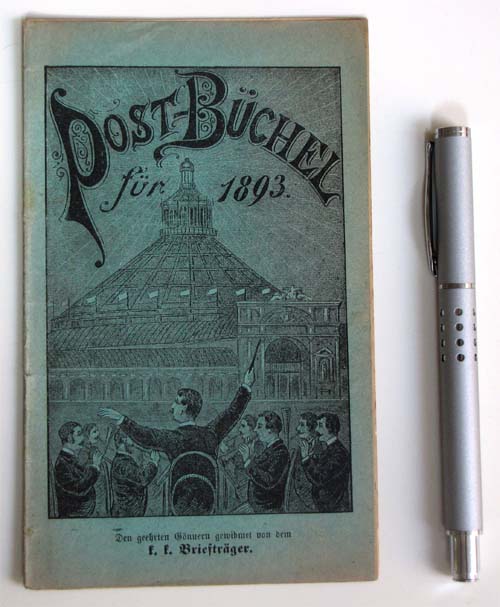 POST-BÜCHEL
für 1893.
Den geehrten Gönnern gewidmet von dem
k. k. Briefträger.